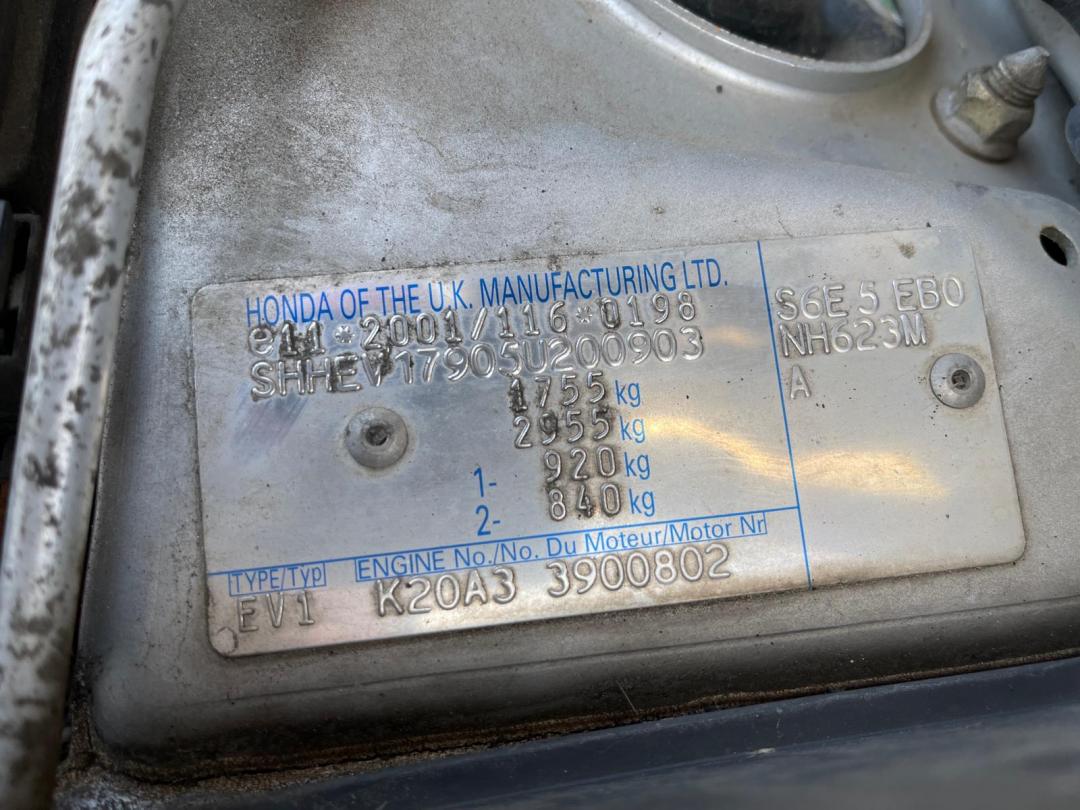 HONDA OF THE U.K. MANUFACTURING LTD.
e11*2001/116*0198
SHHEV17905U200903
1755 kg
2955 kg
1- 920 kg
2- 840 kg
TYPE/Typ ENGINE No./No. Du Moteur/Motor Nr
EV1 K20A3 3900802
S6E 5 EB0
NH623M
A